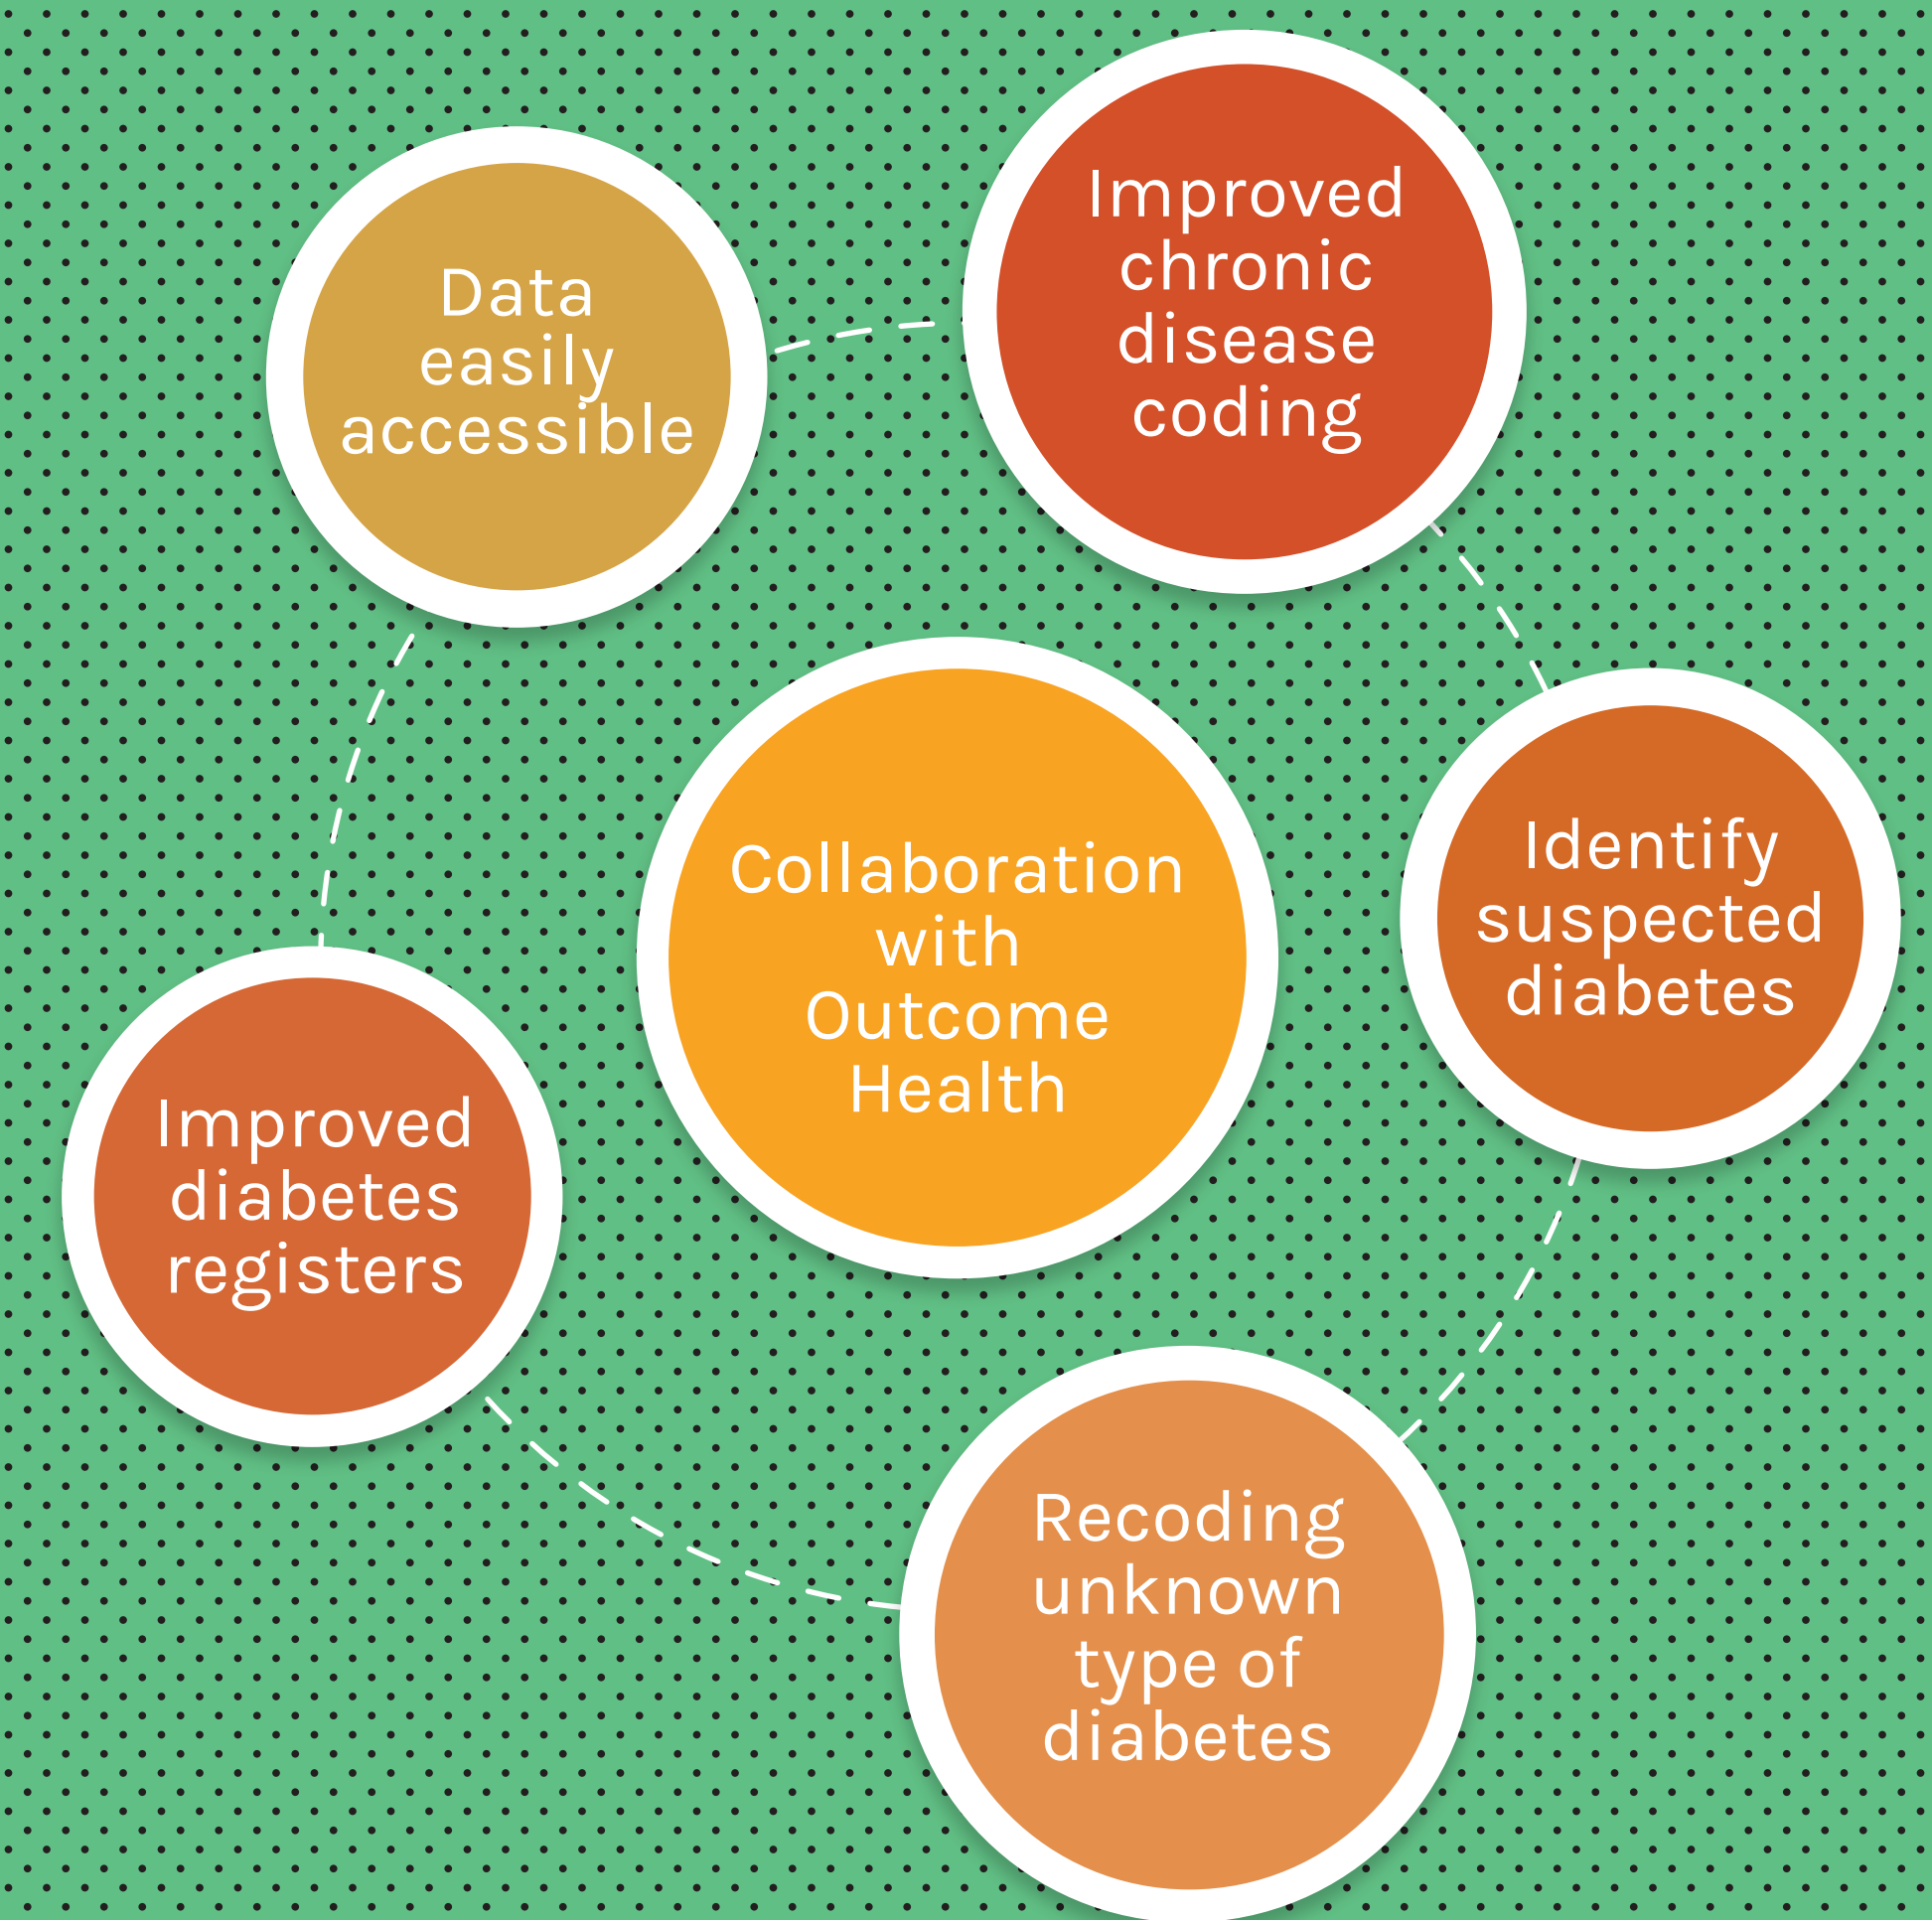 Data
easily
accessible
Improved
chronic
disease
coding
Collaboration
with
Outcome
Health
Identify
suspected
diabetes
Improved
diabetes
registers
Recoding
unknown
type of
diabetes